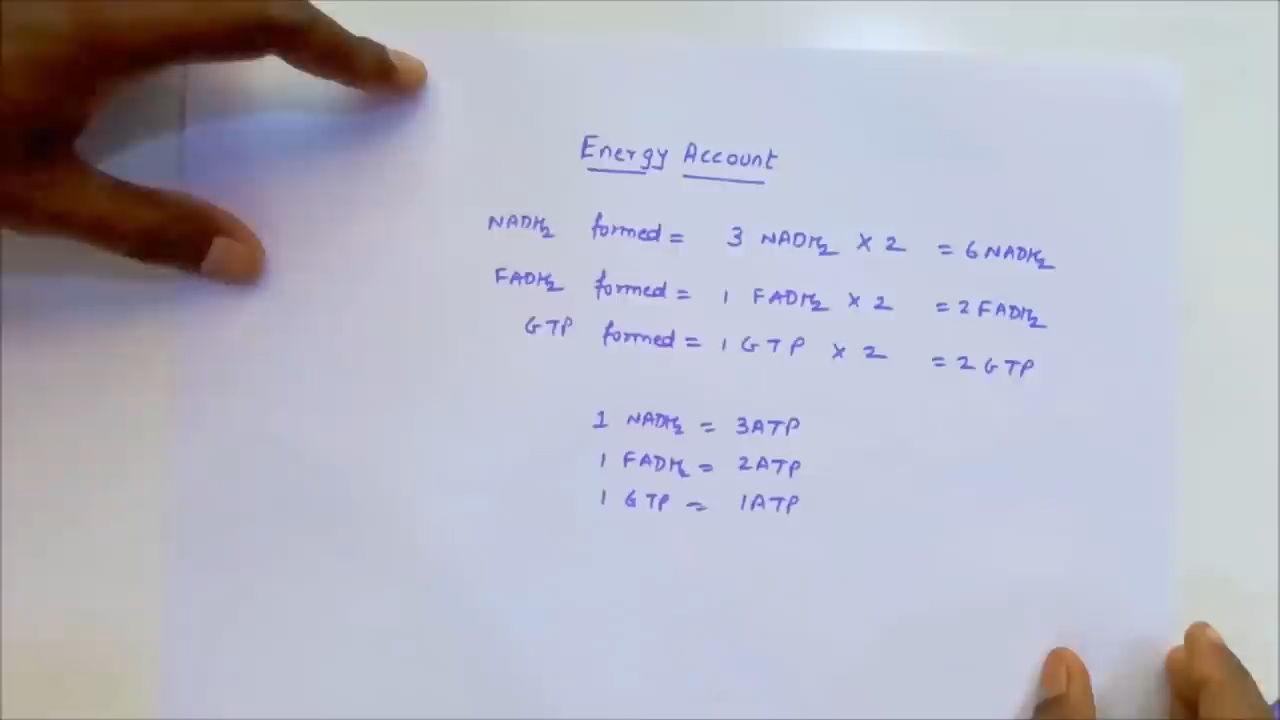 Energy Account
NADH2 formed = 3 NADH2 × 2 = 6 NADH2
FADH2 formed = 1 FADH2 × 2 = 2 FADH2
GTP formed = 1 GTP × 2 = 2 GTP
1 NADH2 = 3ATP
1 FADH2 = 2ATP
1 GTP = 1ATP